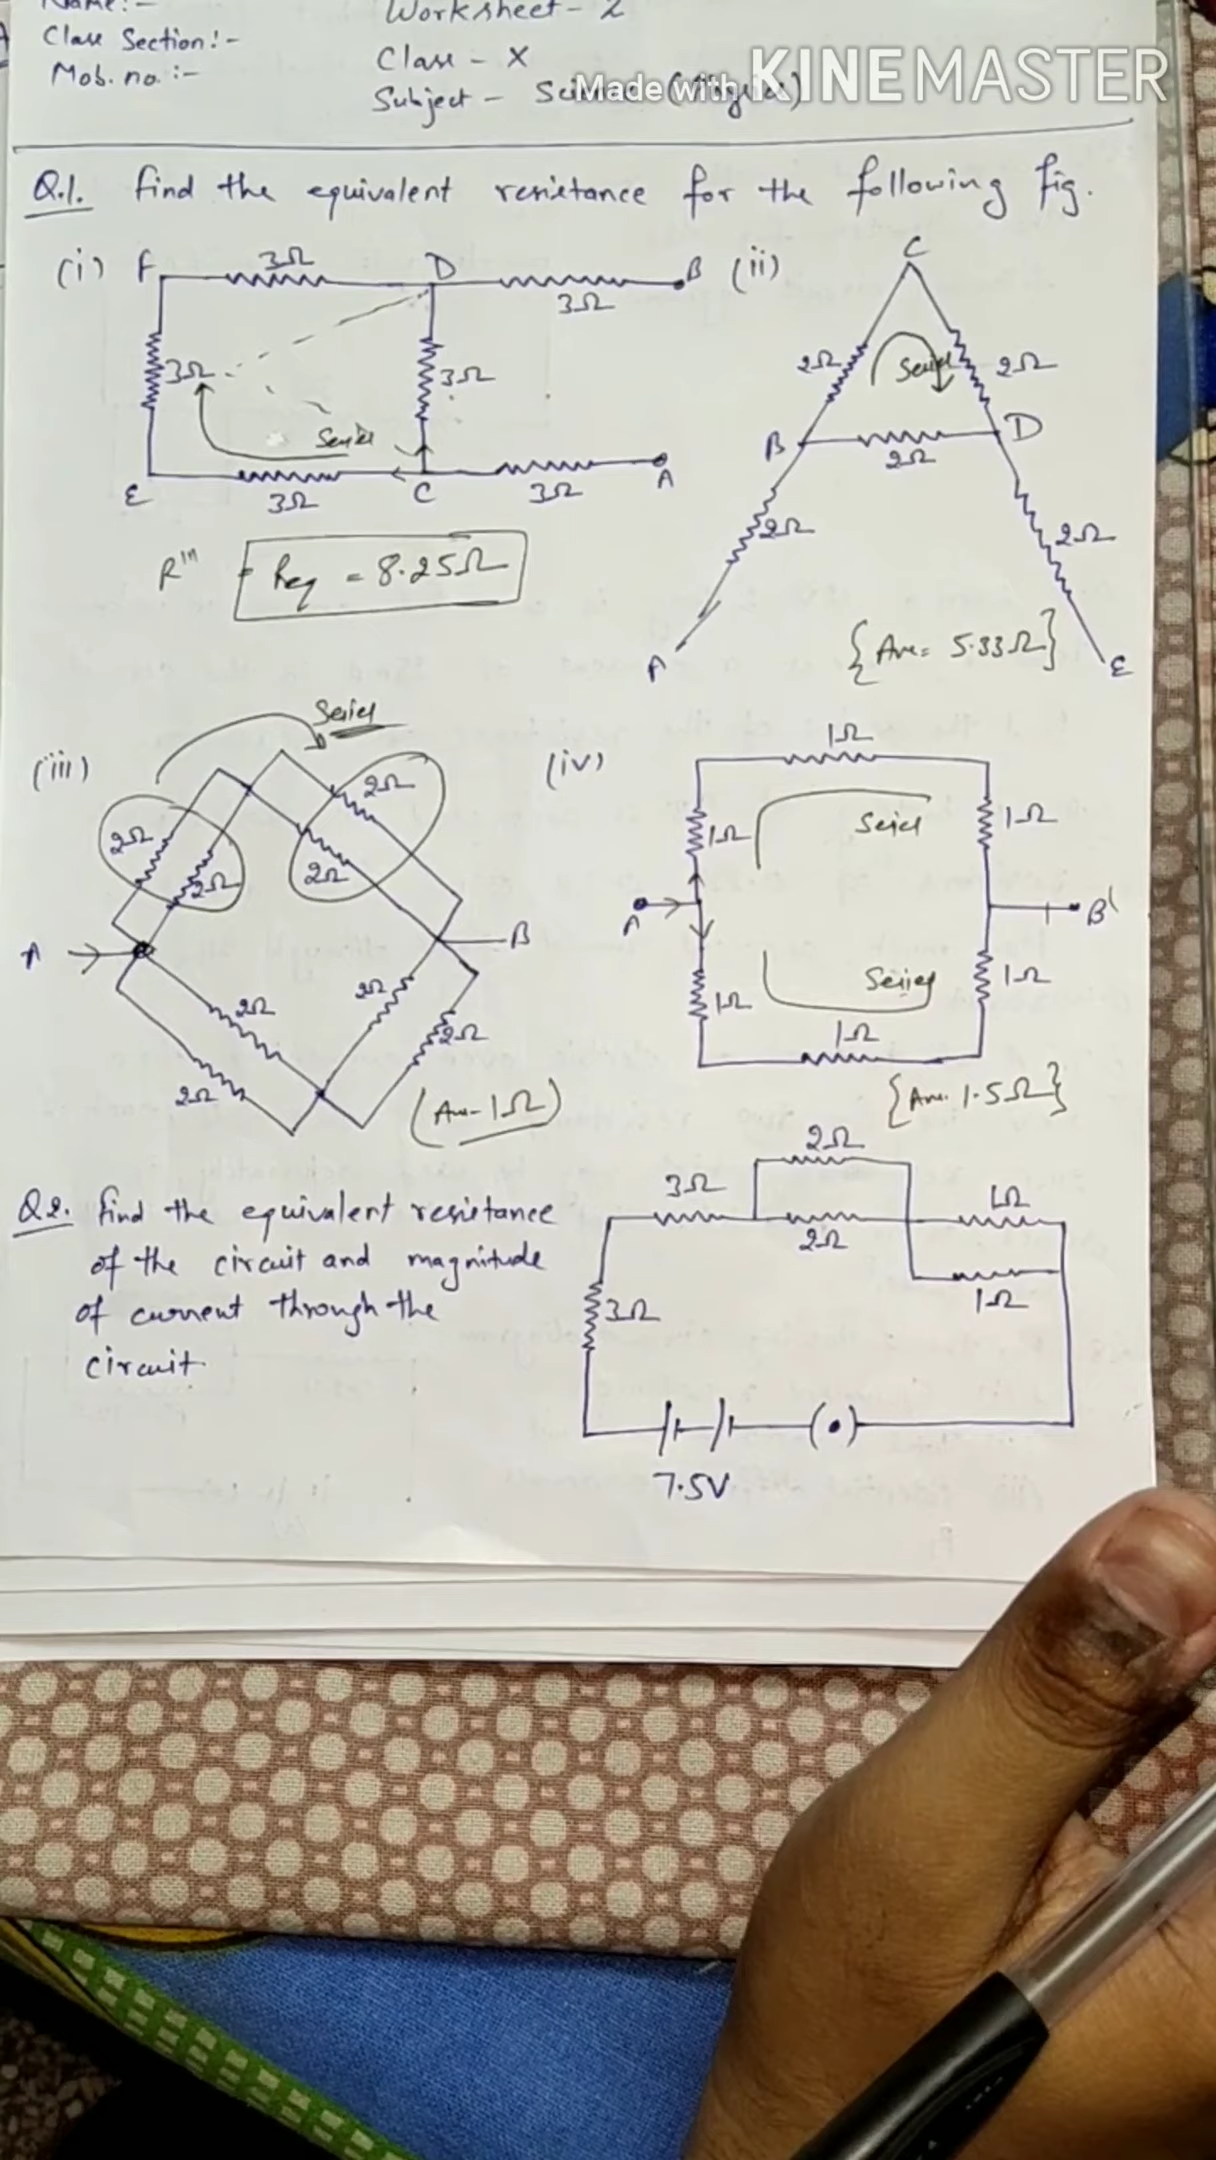 Name:-
Worksheet - 2
Class Section:-
Class - X
Mob. no :-
Subject - Science (Physics)
Made with KINEMASTER
Q.1. find the equivalent resistance for the following fig.
(i) F 3Ω D B
3Ω
3Ω
3Ω
Series
E 3Ω C 3Ω A
R'''
Req = 8.25Ω
(ii) C
2Ω
Series
2Ω
B 2Ω D
2Ω
2Ω
A
{Ans= 5.33Ω}
E
(iii)
Series
2Ω
2Ω
2Ω
2Ω
A
B
2Ω
2Ω
2Ω
2Ω
(Ans- 1Ω)
(iv) 1Ω
1Ω
Series
1Ω
A
B
1Ω
Series
1Ω
1Ω
{Ans. 1.5Ω}
Q2. find the equivalent resistance
of the circuit and magnitude
of current through the
circuit.
2Ω
3Ω
2Ω
1Ω
1Ω
3Ω
7.5V